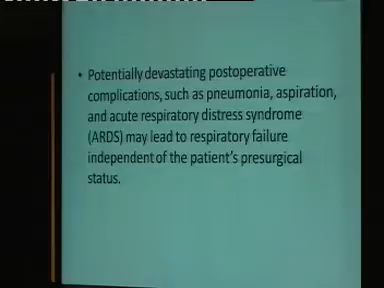 • Potentially devastating postoperative
complications, such as pneumonia, aspiration,
and acute respiratory distress syndrome
(ARDS) may lead to respiratory failure
independent of the patient's presurgical
status.